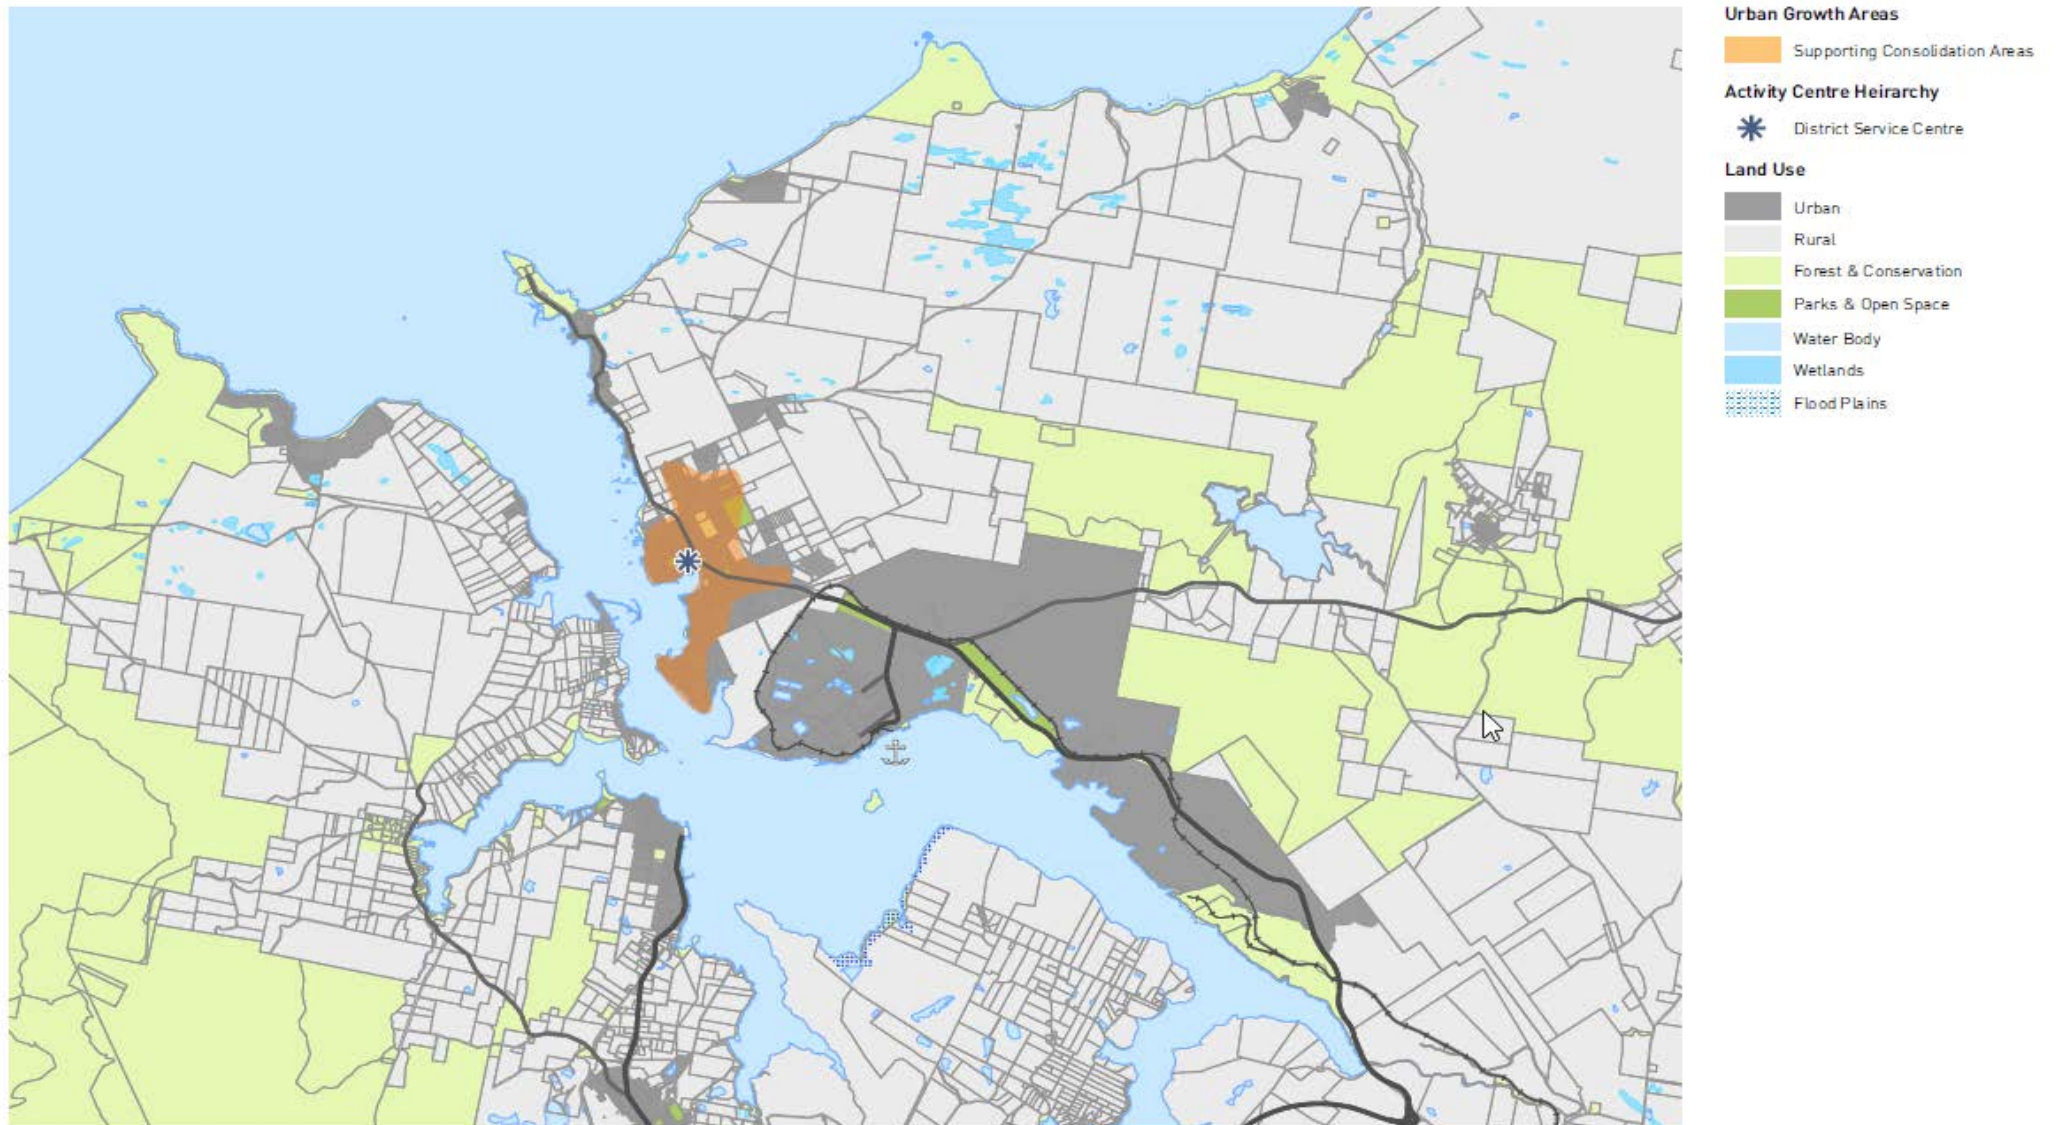 Urban Growth Areas
Supporting Consolidation Areas
Activity Centre Heirarchy
District Service Centre
Land Use
Urban
Rural
Forest & Conservation
Parks & Open Space
Water Body
Wetlands
Flood Plains